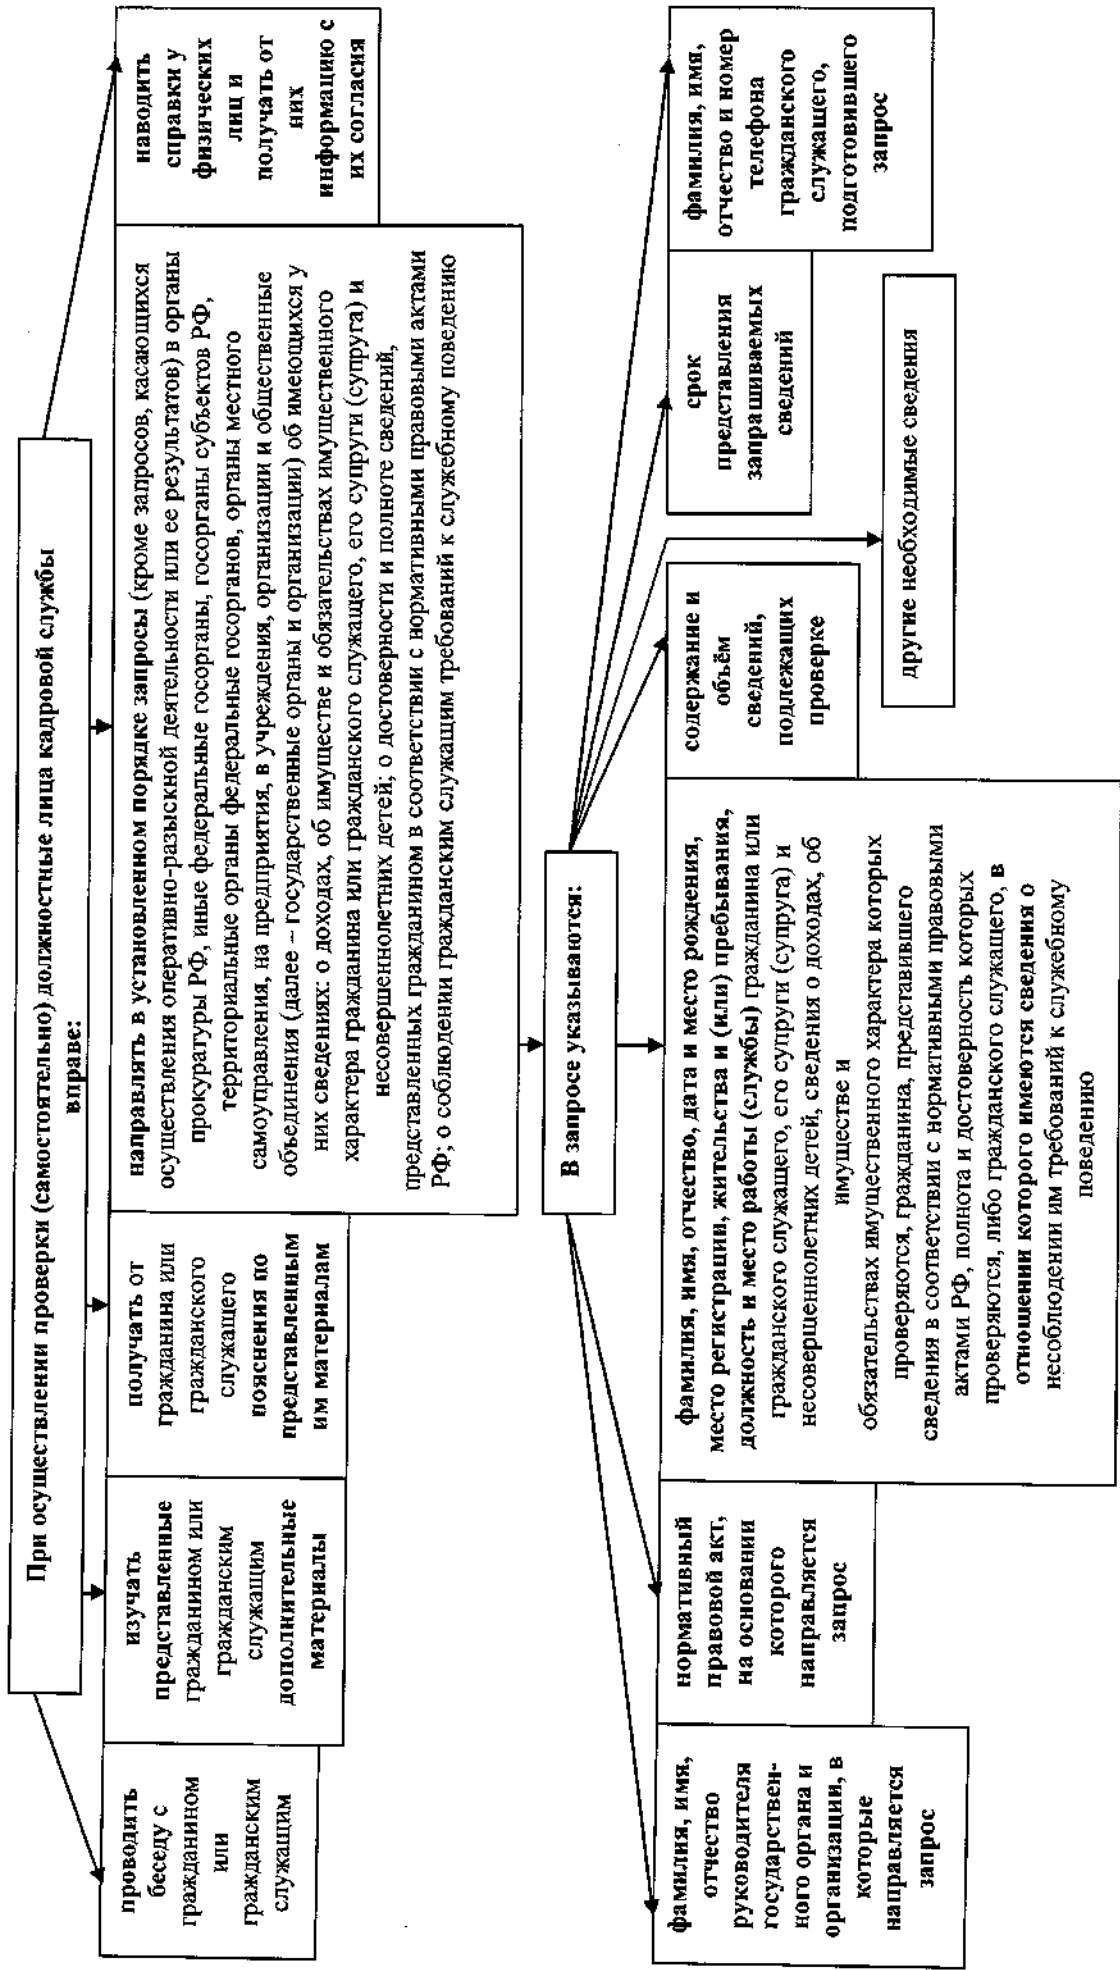 При осуществлении проверки (самостоятельно) должностные лица кадровой службы
вправе:
проводить
беседу с
гражданином
или
гражданским
служащим
изучать
представленные
гражданином или
гражданским
служащим
дополнительные
материалы
получать от
гражданина или
гражданского
служащего
пояснения по
представленным
им материалам
направлять в установленном порядке запросы (кроме запросов, касающихся
осуществления оперативно-разыскной деятельности или ее результатов) в органы
прокуратуры РФ, иные федеральные госорганы, госорганы субъектов РФ,
территориальные органы федеральные госорганов, органы местного
самоуправления, на предприятия, в учреждения, организации и общественные
объединения (далее – государственные органы и организации) об имеющихся у
них сведениях: о доходах, об имуществе и обязательствах имущественного
характера гражданина или гражданского служащего, его супруги (супруга) и
несовершеннолетних детей; о достоверности и полноте сведений,
представленных гражданином в соответствии с нормативными правовыми актами
РФ; о соблюдении гражданским служащим требований к служебному поведению
наводить
справки у
физических
лиц и
получать от
них
информацию с
их согласия
В запросе указываются:
фамилия, имя,
отчество
руководителя
государствен-
ного органа и
организации, в
которые
направляется
запрос
нормативный
правовой акт,
на основании
которого
направляется
запрос
фамилия, имя, отчество, дата и место рождения,
место регистрации, жительства и (или) пребывания,
должность и место работы (службы) гражданина или
гражданского служащего, его супруги (супруга) и
несовершеннолетних детей, сведения о доходах, об
имуществе и
обязательствах имущественного характера которых
проверяются, гражданина, представившего
сведения в соответствии с нормативными правовыми
актами РФ, полнота и достоверность которых
проверяются, либо гражданского служащего, в
отношении которого имеются сведения о
несоблюдении им требований к служебному
поведению
содержание и
объём
сведений,
подлежащих
проверке
другие необходимые сведения
срок
представления
запрашиваемых
сведений
фамилия, имя,
отчество и номер
телефона
гражданского
служащего,
подготовившего
запрос